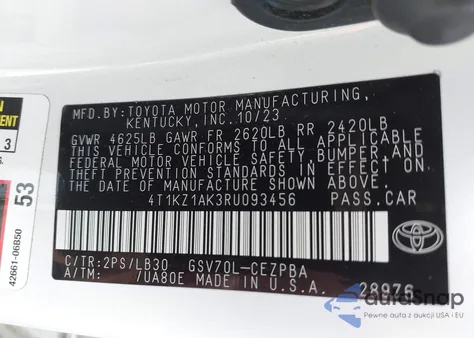 MFD.BY:TOYOTA MOTOR MANUFACTURING,
KENTUCKY,INC.10/23
GVWR 4625LB GAWR FR 2620LB RR 2420LB
THIS VEHICLE CONFORMS TO ALL APPLICABLE
FEDERAL MOTOR VEHICLE SAFETY,BUMPER,AND
THEFT PREVENTION STANDARDS IN EFFECT ON
THE DATE OF MANUFACTURE SHOWN ABOVE.
4T1KZ1AK3RU093456 PASS.CAR
C/TR:2PS/LB30 GSV70L-CEZPBA
A/TM: /UA80E MADE IN U.S.A. 28976
TOYOTA
3
53
42661-06B50
autoSnap
Pewne auta z aukcji USA i EU